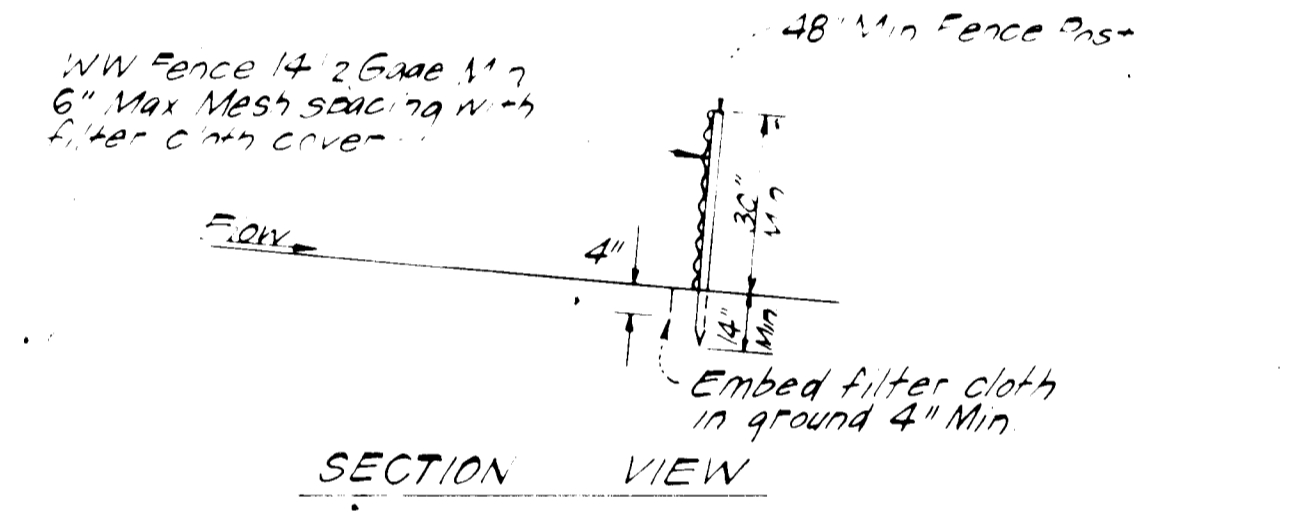 48" Min Fence Post
WW Fence 14 1/2 Gage Min
6" Max Mesh spacing with
filter cloth cover
Flow
4"
36"
Min
14"
Min
Embed filter cloth
in ground 4" Min.
SECTION VIEW